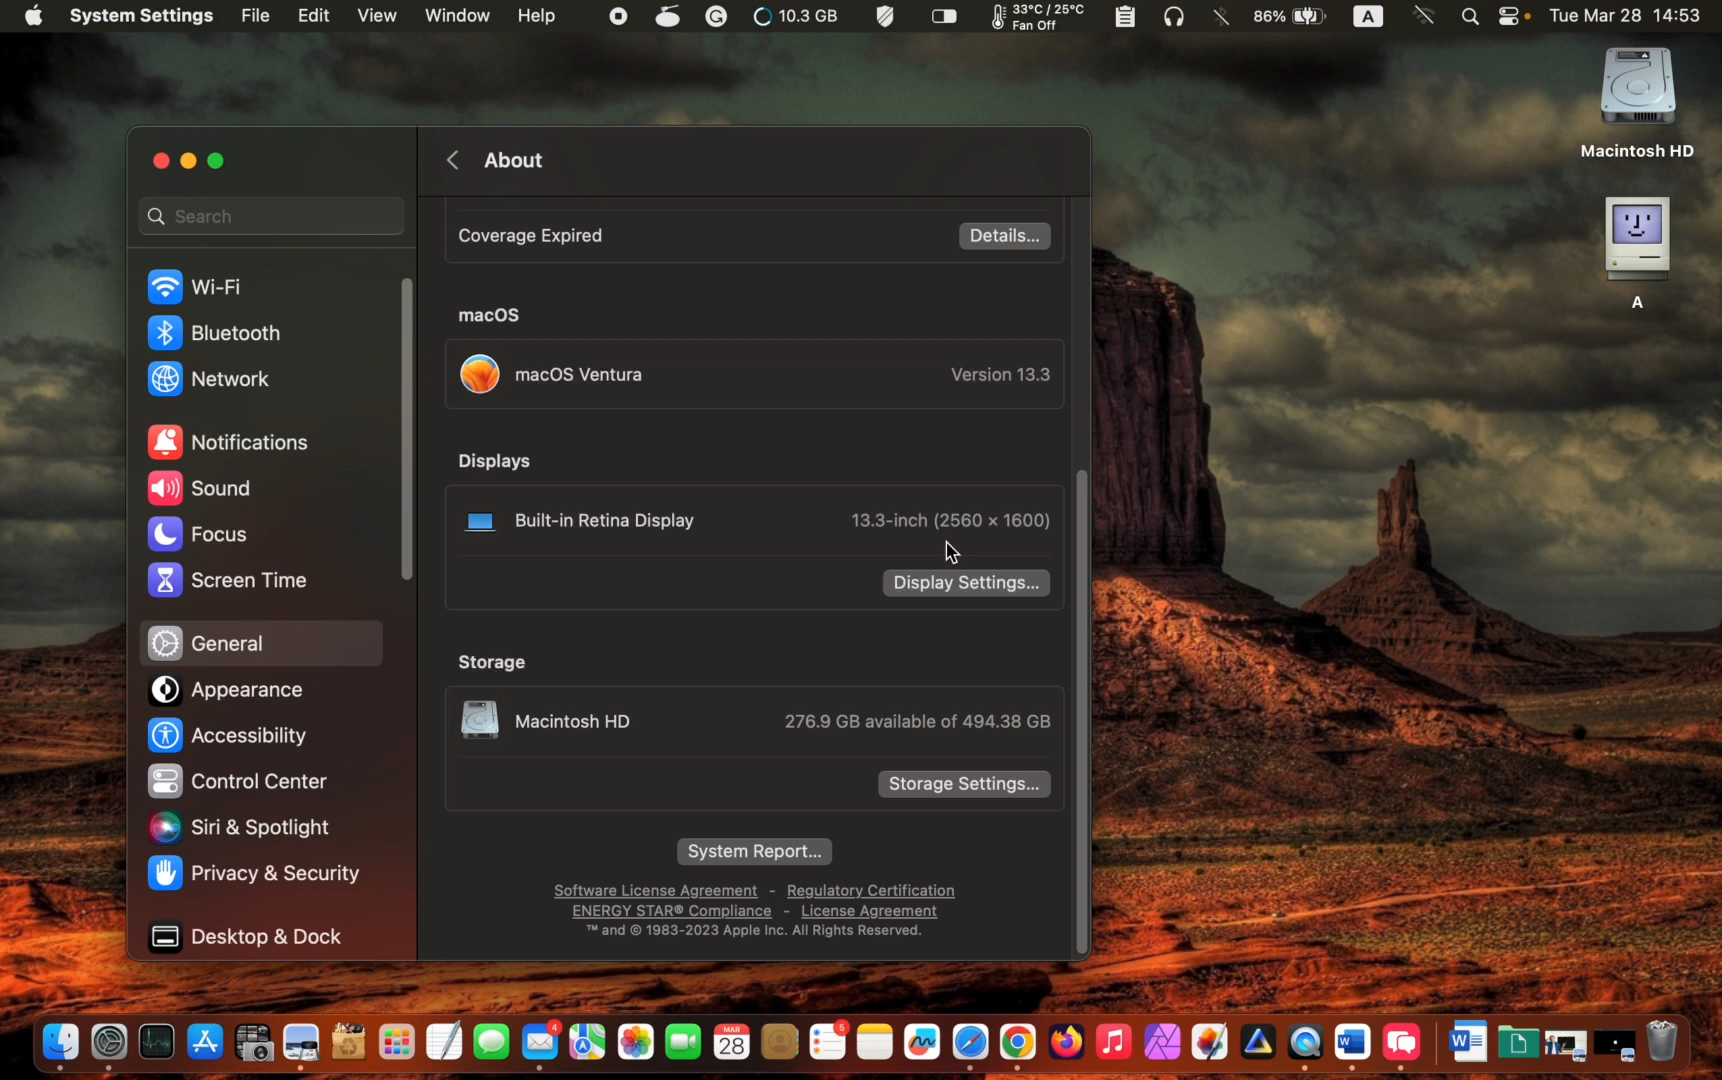 System Settings File Edit View Window Help 10.3 GB 33°C / 25°C 86% A Tue Mar 28 14:53
Fan Off
Macintosh HD
A
Search
Wi-Fi
Bluetooth
Network
Notifications
Sound
Focus
Screen Time
General
Appearance
Accessibility
Control Center
Siri & Spotlight
Privacy & Security
Desktop & Dock
About
Coverage Expired Details...
macOS
macOS Ventura Version 13.3
Displays
Built-in Retina Display 13.3-inch (2560 × 1600)
Display Settings...
Storage
Macintosh HD 276.9 GB available of 494.38 GB
Storage Settings...
System Report...
Software License Agreement - Regulatory Certification
ENERGY STAR® Compliance - License Agreement
™ and © 1983-2023 Apple Inc. All Rights Reserved.
4
MAR
28
5
W
W